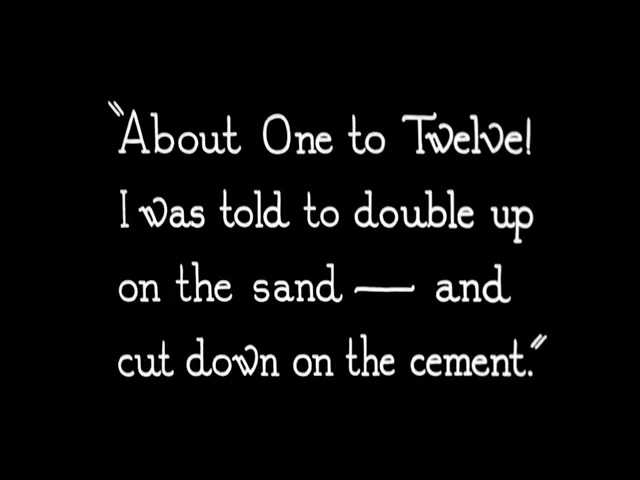 "About One to Twelve!
I was told to double up
on the sand — and
cut down on the cement."